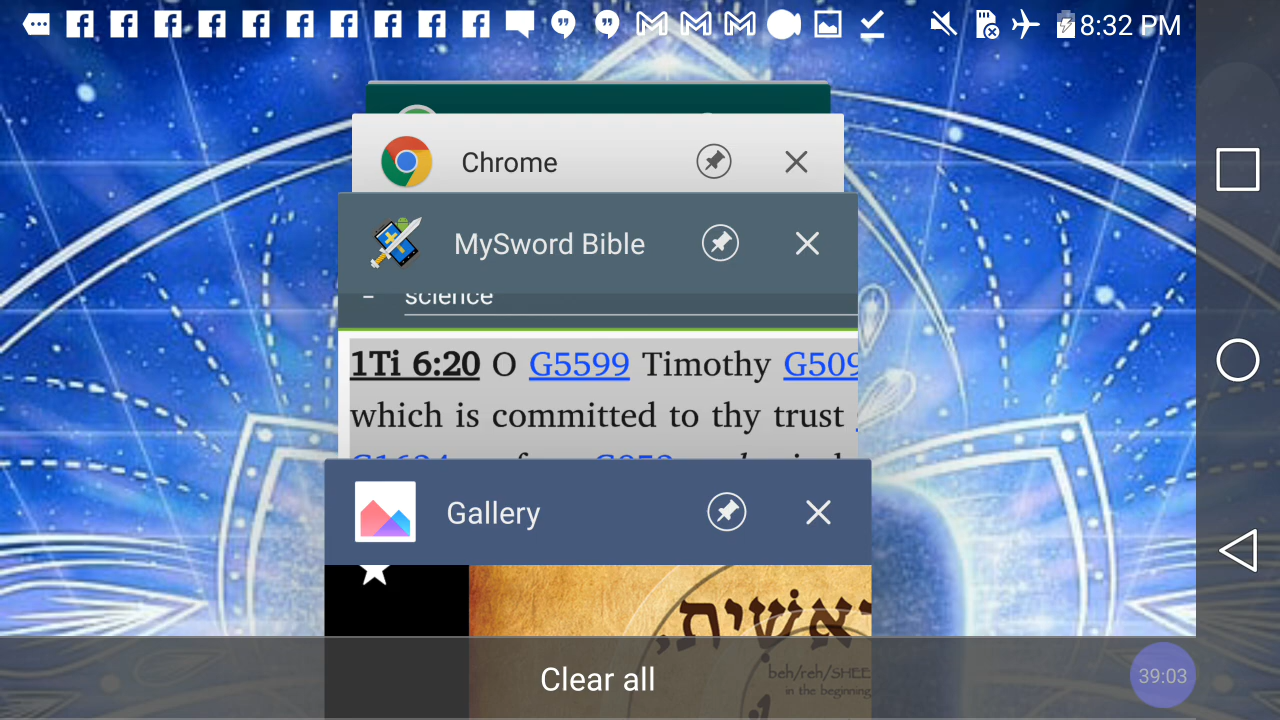 8:32 PM
Chrome
MySword Bible
science
1Ti 6:20 O G5599 Timothy G509
which is committed to thy trust
Gallery
beh/reh/SHEE
in the beginning
Clear all
39:03